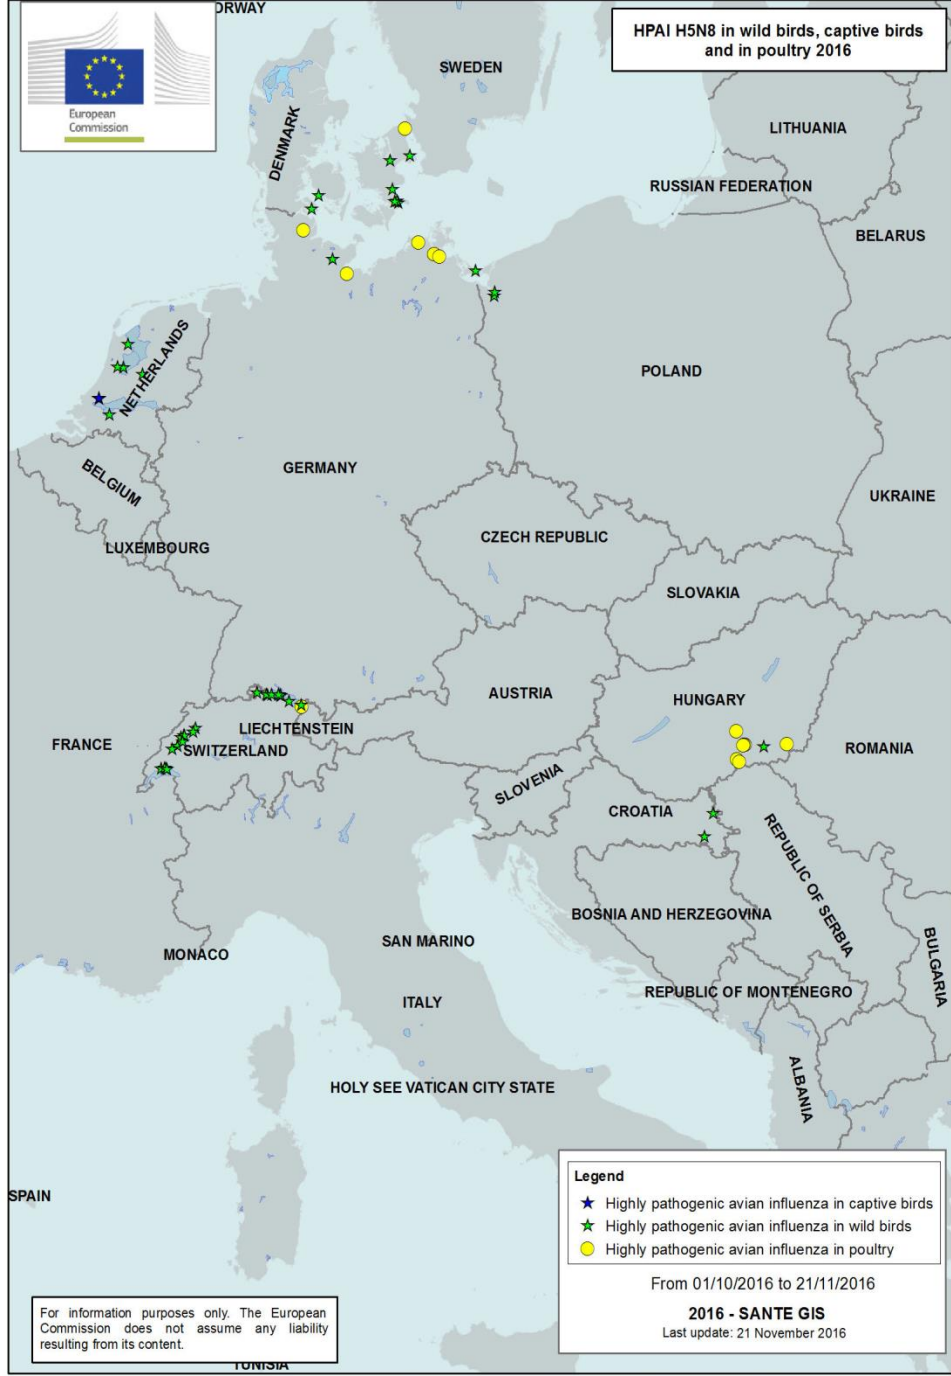 ORWAY
HPAI H5N8 in wild birds, captive birds
and in poultry 2016
European
Commission
SWEDEN
DENMARK
LITHUANIA
RUSSIAN FEDERATION
BELARUS
NETHERLANDS
POLAND
BELGIUM
GERMANY
UKRAINE
LUXEMBOURG
CZECH REPUBLIC
SLOVAKIA
AUSTRIA
HUNGARY
LIECHTENSTEIN
FRANCE
SWITZERLAND
ROMANIA
SLOVENIA
CROATIA
REPUBLIC OF SERBIA
BOSNIA AND HERZEGOVINA
BULGARIA
SAN MARINO
MONACO
REPUBLIC OF MONTENEGRO
ITALY
ALBANIA
HOLY SEE VATICAN CITY STATE
SPAIN
Legend
Highly pathogenic avian influenza in captive birds
Highly pathogenic avian influenza in wild birds
Highly pathogenic avian influenza in poultry
From 01/10/2016 to 21/11/2016
2016 - SANTE GIS
Last update: 21 November 2016
For information purposes only. The European
Commission does not assume any liability
resulting from its content.
TUNISIA